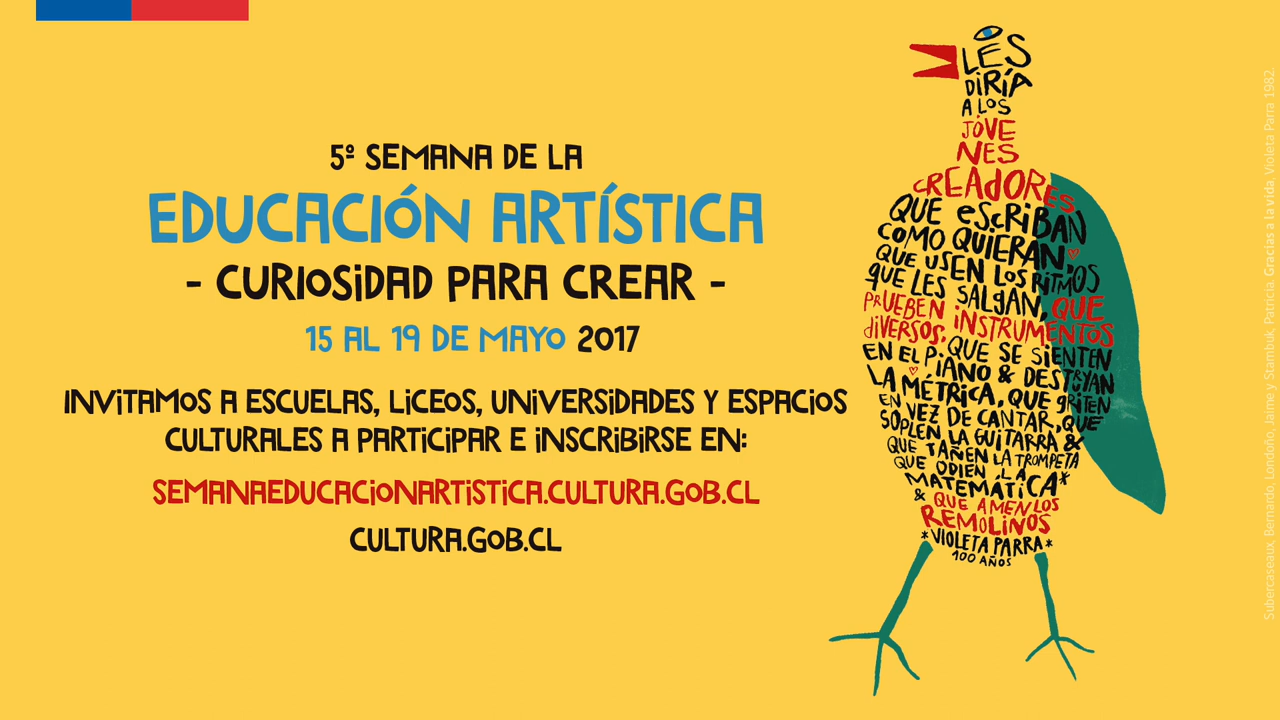 5º SEMANA DE LA
EDUCACIÓN ARTÍSTICA
- CURIOSIDAD PARA CREAR -
15 AL 19 DE MAYO 2017
INVITAMOS A ESCUELAS, LICEOS, UNIVERSIDADES Y ESPACIOS
CULTURALES A PARTICIPAR E INSCRIBIRSE EN:
SEMANAEDUCACIONARTISTICA.CULTURA.GOB.CL
CULTURA.GOB.CL
LES
DIRÍA
A LOS
JÓVE
NES
CREADORES
QUE ESCRIBAN
COMO QUIERAN,
QUE USEN LOS RITMOS
QUE LES SALGAN, QUE
PRUEBEN INSTRUMENTOS
DIVERSOS,
QUE SE SIENTEN
EN EL PIANO & DESTRUYAN
LA MÉTRICA, QUE GRITEN
EN VEZ DE CANTAR, QUE
SOPLEN LA GUITARRA &
QUE TAÑEN LA TROMPETA
QUE ODIEN LA
MATEMÁTICA*
& QUE AMEN LOS
REMOLINOS
*VIOLETA PARRA*
100 AÑOS
Subercaseaux, Bernardo, Londoño, Jaime y Stambuk, Patricia. Gracias a la vida, Violeta Parra 1982.